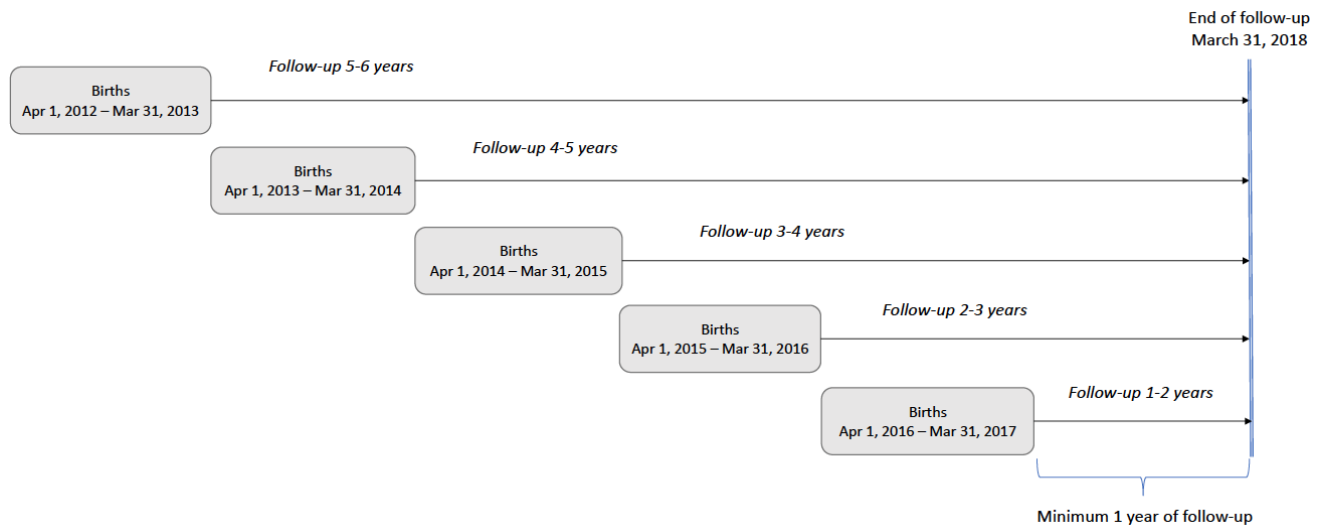 End of follow-up
March 31, 2018
Follow-up 5-6 years
Births
Apr 1, 2012 – Mar 31, 2013
Follow-up 4-5 years
Births
Apr 1, 2013 – Mar 31, 2014
Follow-up 3-4 years
Births
Apr 1, 2014 – Mar 31, 2015
Follow-up 2-3 years
Births
Apr 1, 2015 – Mar 31, 2016
Follow-up 1-2 years
Births
Apr 1, 2016 – Mar 31, 2017
Minimum 1 year of follow-up